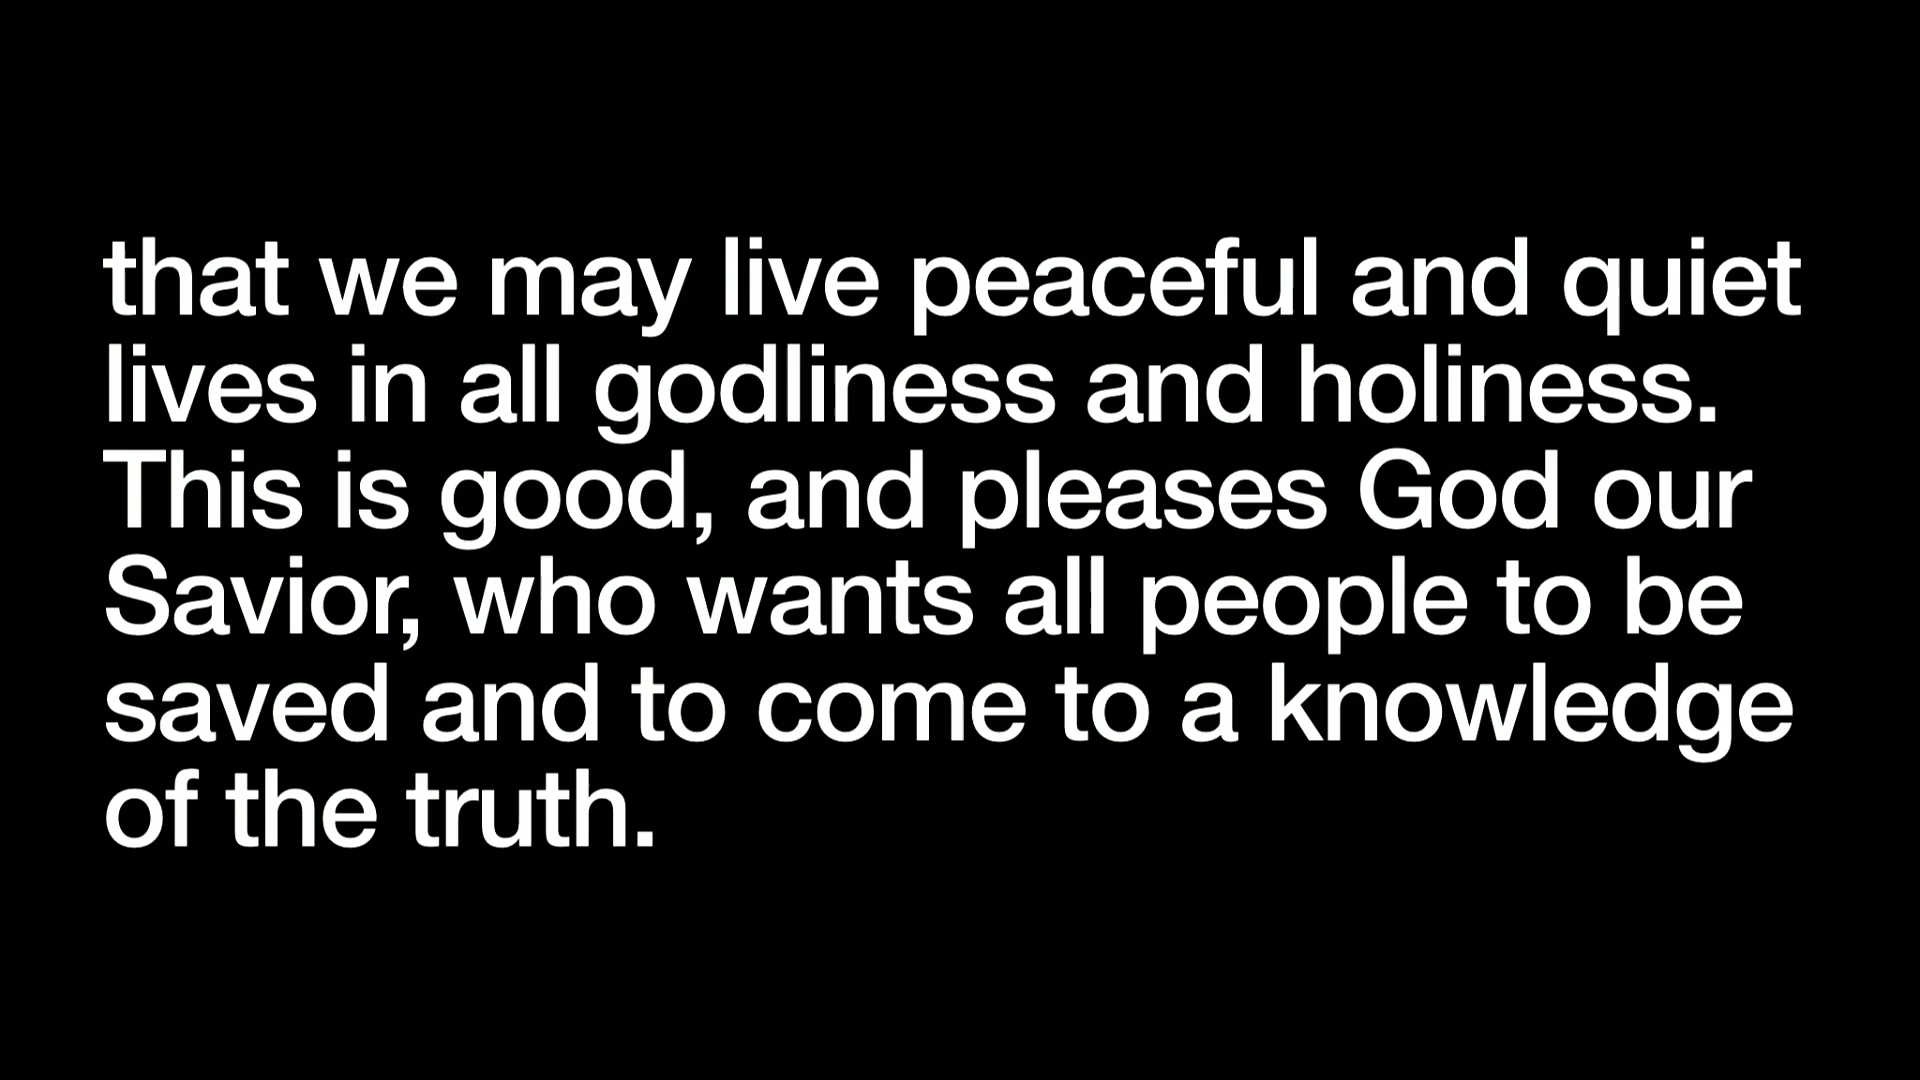 that we may live peaceful and quiet
lives in all godliness and holiness.
This is good, and pleases God our
Savior, who wants all people to be
saved and to come to a knowledge
of the truth.